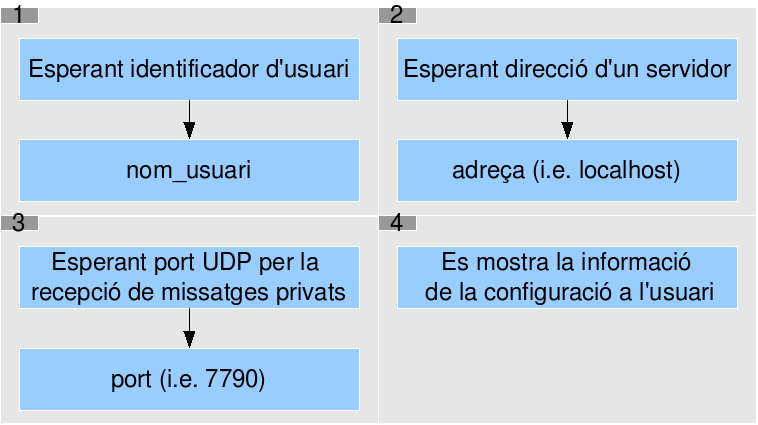 1
Esperant identificador d'usuari
nom_usuari
2
Esperant direcció d'un servidor
adreça (i.e. localhost)
3
Esperant port UDP per la
recepció de missatges privats
port (i.e. 7790)
4
Es mostra la informació
de la configuració a l'usuari